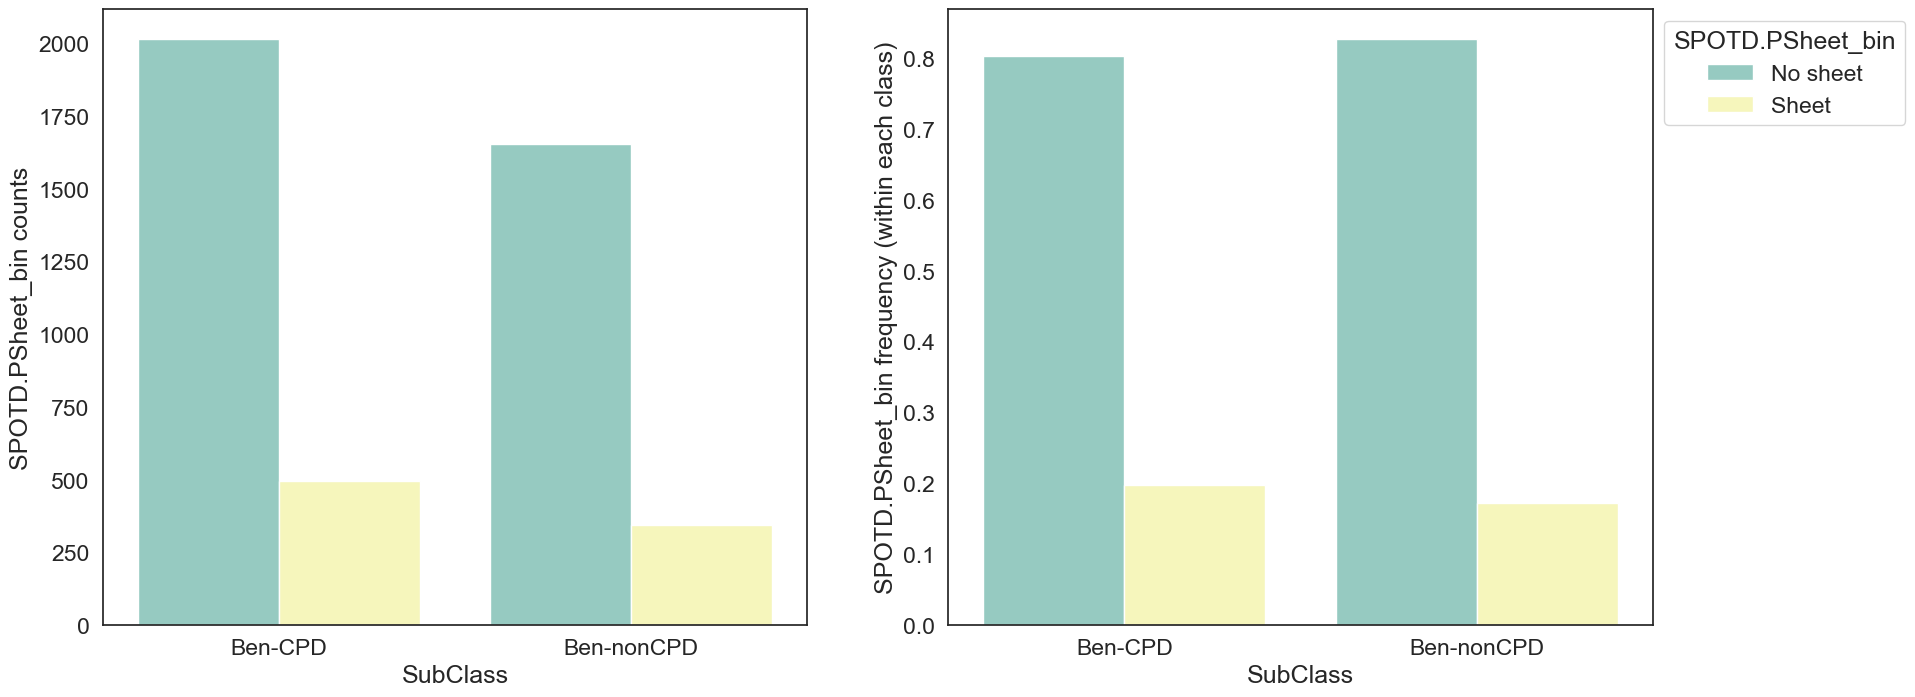 SPOTD.PSheet_bin counts
2000
1750
1500
1250
1000
750
500
250
0
Ben-CPD
Ben-nonCPD
SubClass
SPOTD.PSheet_bin frequency (within each class)
0.8
0.7
0.6
0.5
0.4
0.3
0.2
0.1
0.0
Ben-CPD
Ben-nonCPD
SubClass
SPOTD.PSheet_bin
No sheet
Sheet